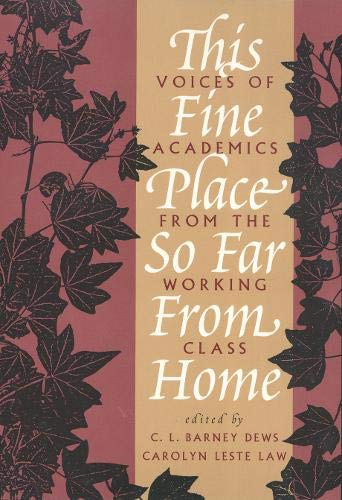 This
VOICES OF
Fine
ACADEMICS
Place
FROM THE
So Far
WORKING
From
CLASS
Home
edited by
C. L. BARNEY DEWS
CAROLYN LESTE LAW